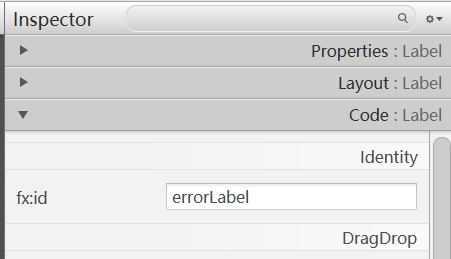 Inspector
Properties : Label
Layout : Label
Code : Label
Identity
fx:id errorLabel
DragDrop